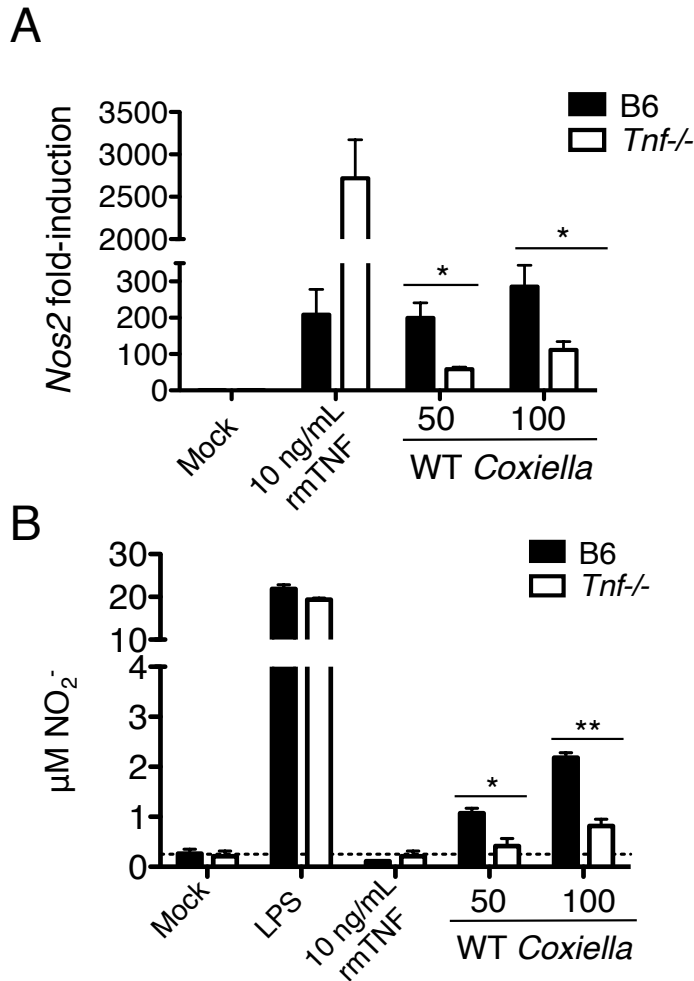 A
B6
Tnf-/-
Nos2 fold-induction
3500
3000
2500
2000
300
200
100
0
*
*
Mock
10 ng/mL
rmTNF
50
100
WT Coxiella
B
B6
Tnf-/-
µM NO2-
30
20
10
4
3
2
1
0
*
**
Mock
LPS
10 ng/mL
rmTNF
50
100
WT Coxiella